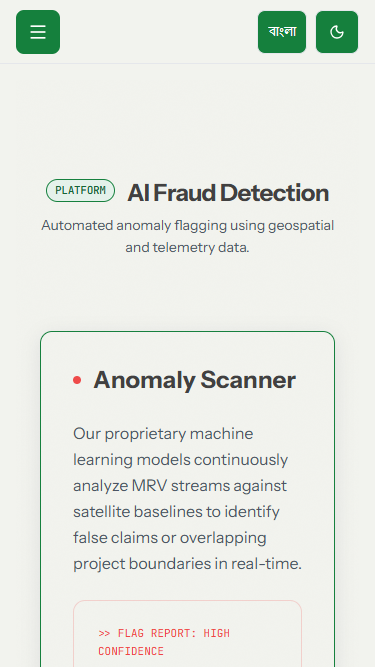 বাংলা
PLATFORM
AI Fraud Detection
Automated anomaly flagging using geospatial
and telemetry data.
Anomaly Scanner
Our proprietary machine
learning models continuously
analyze MRV streams against
satellite baselines to identify
false claims or overlapping
project boundaries in real-time.
>> FLAG REPORT: HIGH
CONFIDENCE